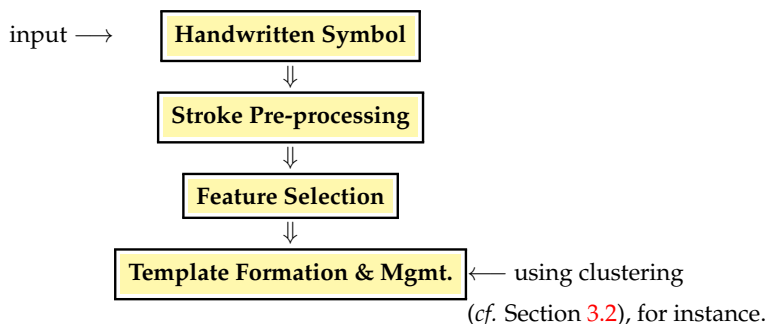 input ⟶ Handwritten Symbol
⇓
Stroke Pre-processing
⇓
Feature Selection
⇓
Template Formation & Mgmt. ⟵ using clustering
(cf. Section 3.2), for instance.